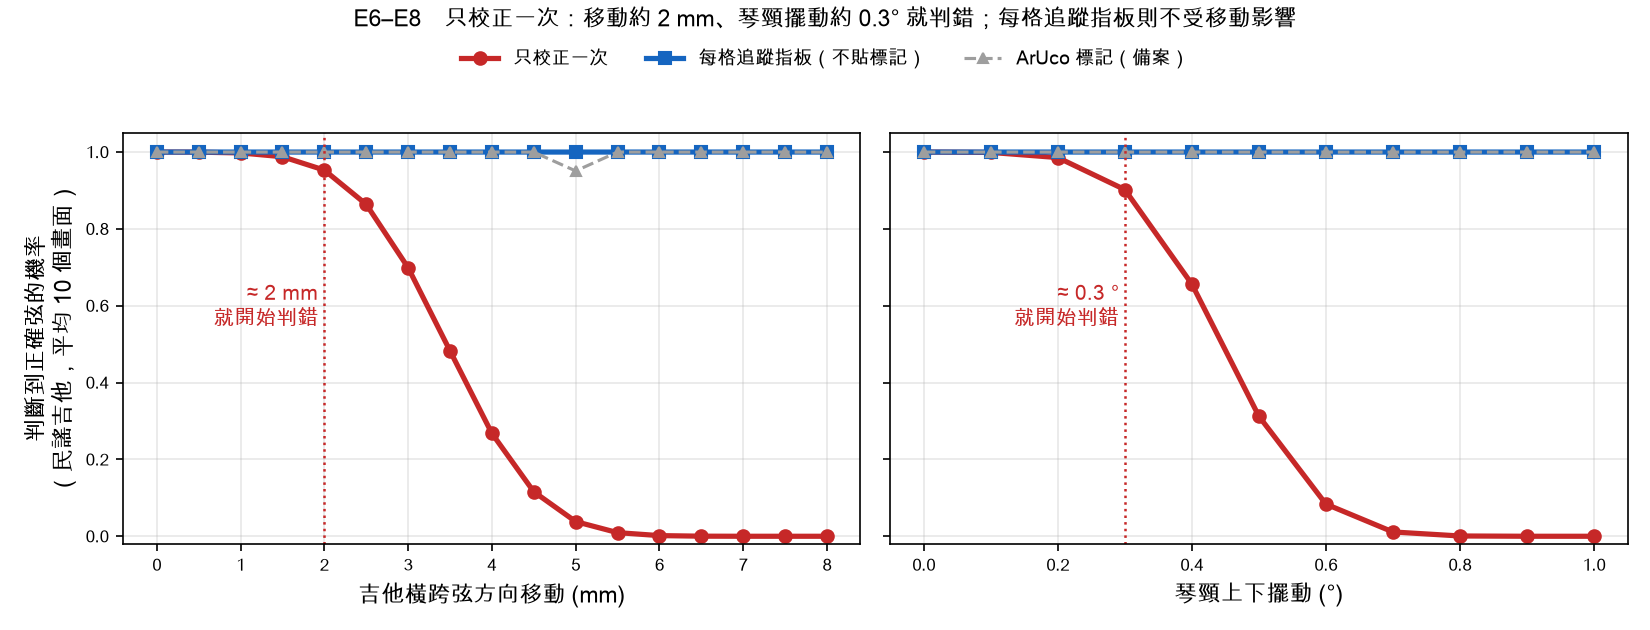 E6–E8　只校正一次：移動約 2 mm、琴頸擺動約 0.3° 就判錯；每格追蹤指板則不受移動影響
只校正一次
每格追蹤指板（不貼標記）
ArUco 標記（備案）
判斷到正確弦的機率
（民謠吉他，平均 10 個畫面）
1.0
0.8
0.6
0.4
0.2
0.0
≈ 2 mm
就開始判錯
0 1 2 3 4 5 6 7 8
吉他橫跨弦方向移動 (mm)
≈ 0.3 °
就開始判錯
0.0 0.2 0.4 0.6 0.8 1.0
琴頸上下擺動 (°)